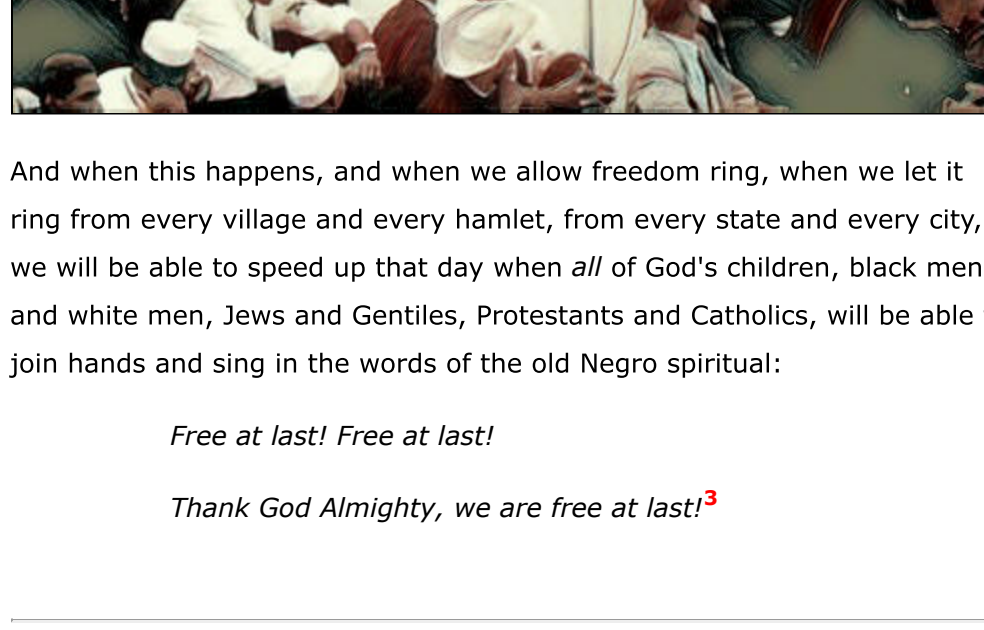 And when this happens, and when we allow freedom ring, when we let it
ring from every village and every hamlet, from every state and every city,
we will be able to speed up that day when all of God's children, black men
and white men, Jews and Gentiles, Protestants and Catholics, will be able
join hands and sing in the words of the old Negro spiritual:
Free at last! Free at last!
Thank God Almighty, we are free at last!3